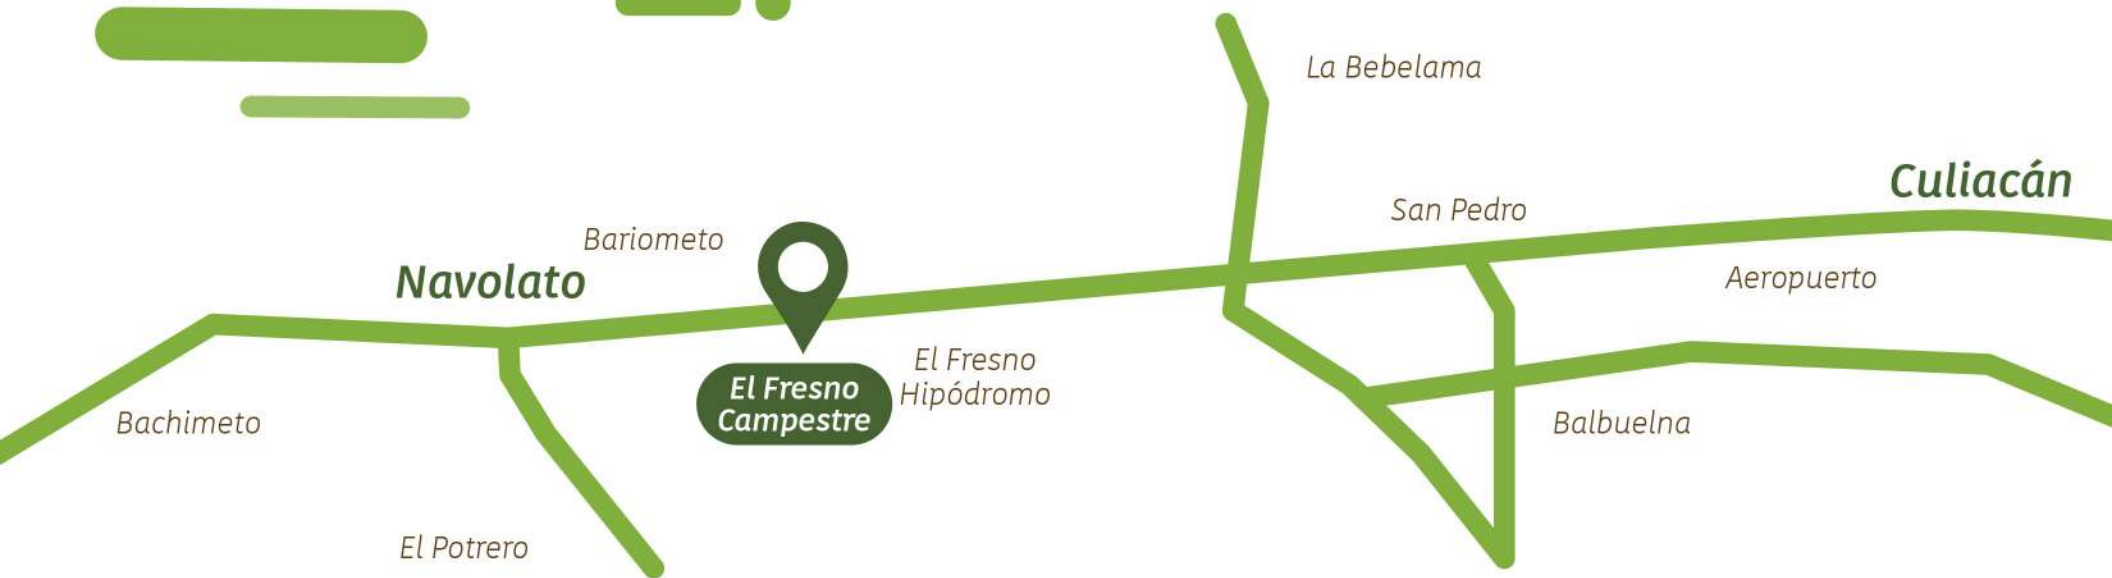 La Bebelama
Culiacán
San Pedro
Bariometo
Navolato
Aeropuerto
El Fresno
Hipódromo
El Fresno
Campestre
Bachimeto
Balbuelna
El Potrero